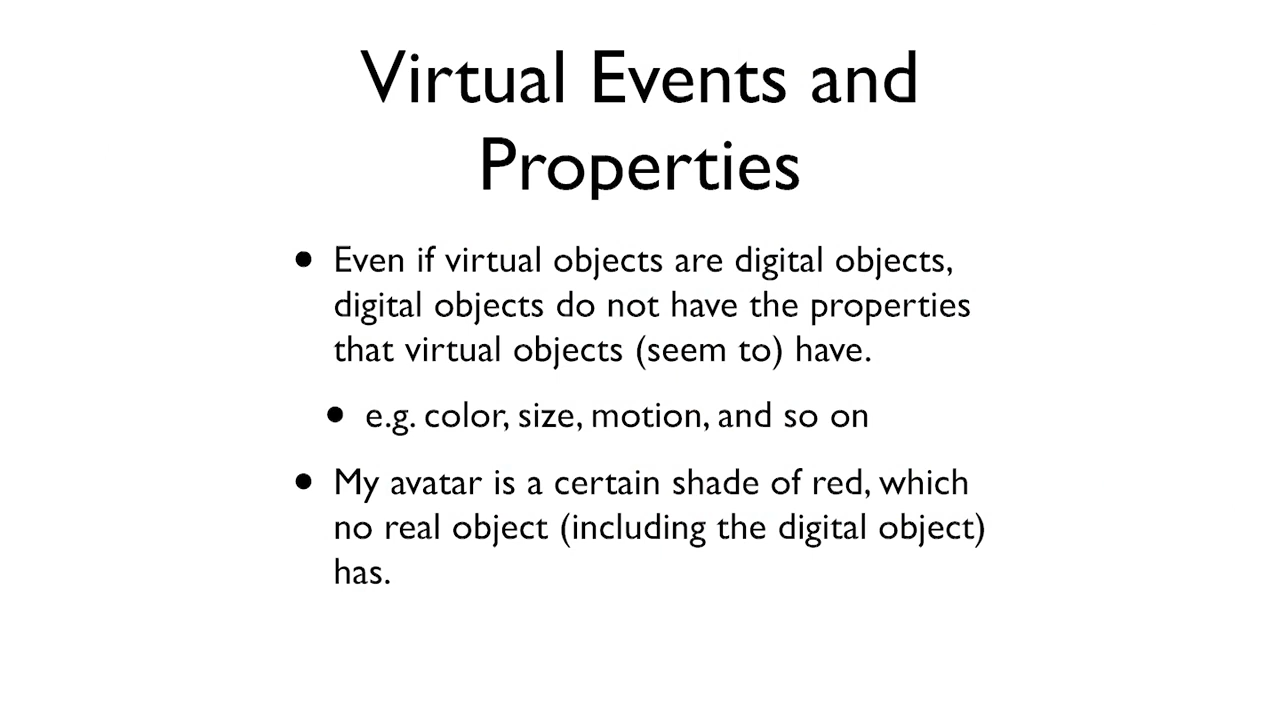 Virtual Events and
Properties
• Even if virtual objects are digital objects,
digital objects do not have the properties
that virtual objects (seem to) have.
• e.g. color, size, motion, and so on
• My avatar is a certain shade of red, which
no real object (including the digital object)
has.